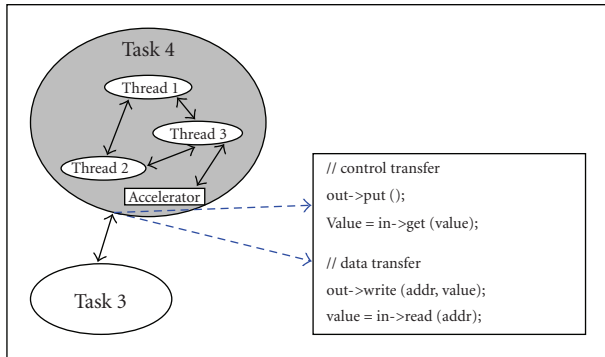 Task 4
Thread 1
Thread 3
Thread 2
Accelerator
Task 3
// control transfer
out->put ();
Value = in->get (value);
// data transfer
out->write (addr, value);
value = in->read (addr);